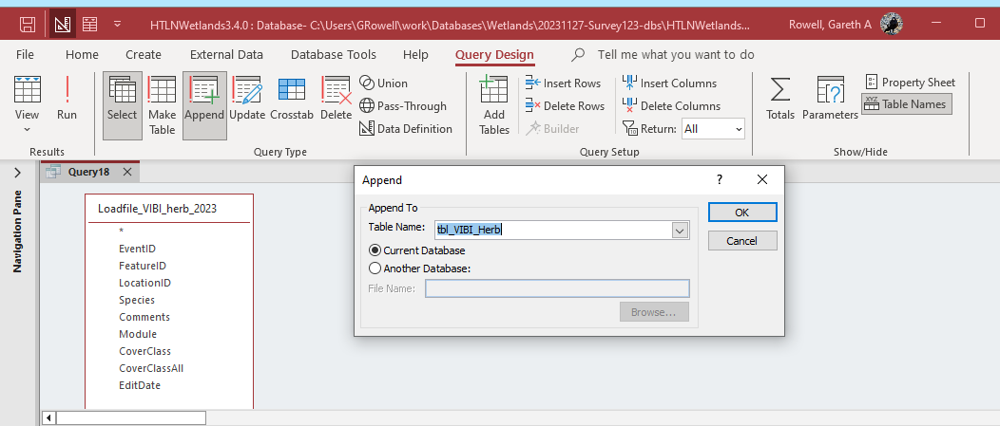 HTLNWetlands3.4.0 : Database- C:\Users\GRowell\work\Databases\Wetlands\20231127-Survey123-dbs\HTLNWetlands... Rowell, Gareth A
File Home Create External Data Database Tools Help Query Design Tell me what you want to do
View
Run
Results
Select
Make Table
Append
Update
Crosstab
Delete
Union
Pass-Through
Data Definition
Query Type
Add Tables
Insert Rows
Delete Rows
Builder
Insert Columns
Delete Columns
Return: All
Query Setup
Totals
Parameters
Property Sheet
XYZ Table Names
Show/Hide
Navigation Pane
Query18
Loadfile_VIBI_herb_2023
*
EventID
FeatureID
LocationID
Species
Comments
Module
CoverClass
CoverClassAll
EditDate
Append ?
Append To
Table Name: tbl_VIBI_Herb
Current Database
Another Database:
File Name:
Browse...
OK
Cancel